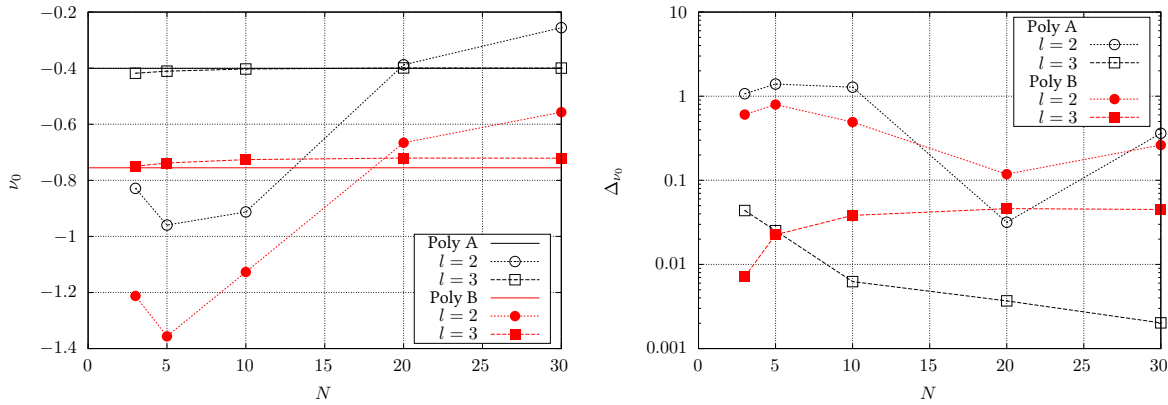 −0.2
−0.4
−0.6
−0.8
−1
−1.2
−1.4
ν₀
0 5 10 15 20 25 30
N
Poly A
l = 2
l = 3
Poly B
l = 2
l = 3
10
1
0.1
0.01
0.001
Δν₀
0 5 10 15 20 25 30
N
Poly A
l = 2
l = 3
Poly B
l = 2
l = 3